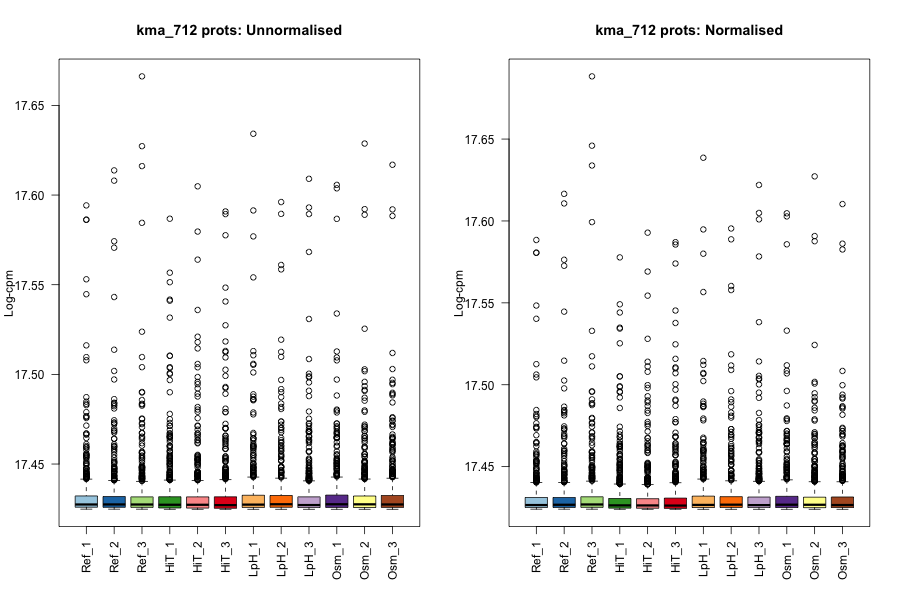 kma_712 prots: Unnormalised
Log-cpm
17.65
17.60
17.55
17.50
17.45
Ref_1 Ref_2 Ref_3 HiT_1 HiT_2 HiT_3 LpH_1 LpH_2 LpH_3 Osm_1 Osm_2 Osm_3
kma_712 prots: Normalised
Log-cpm
17.65
17.60
17.55
17.50
17.45
Ref_1 Ref_2 Ref_3 HiT_1 HiT_2 HiT_3 LpH_1 LpH_2 LpH_3 Osm_1 Osm_2 Osm_3